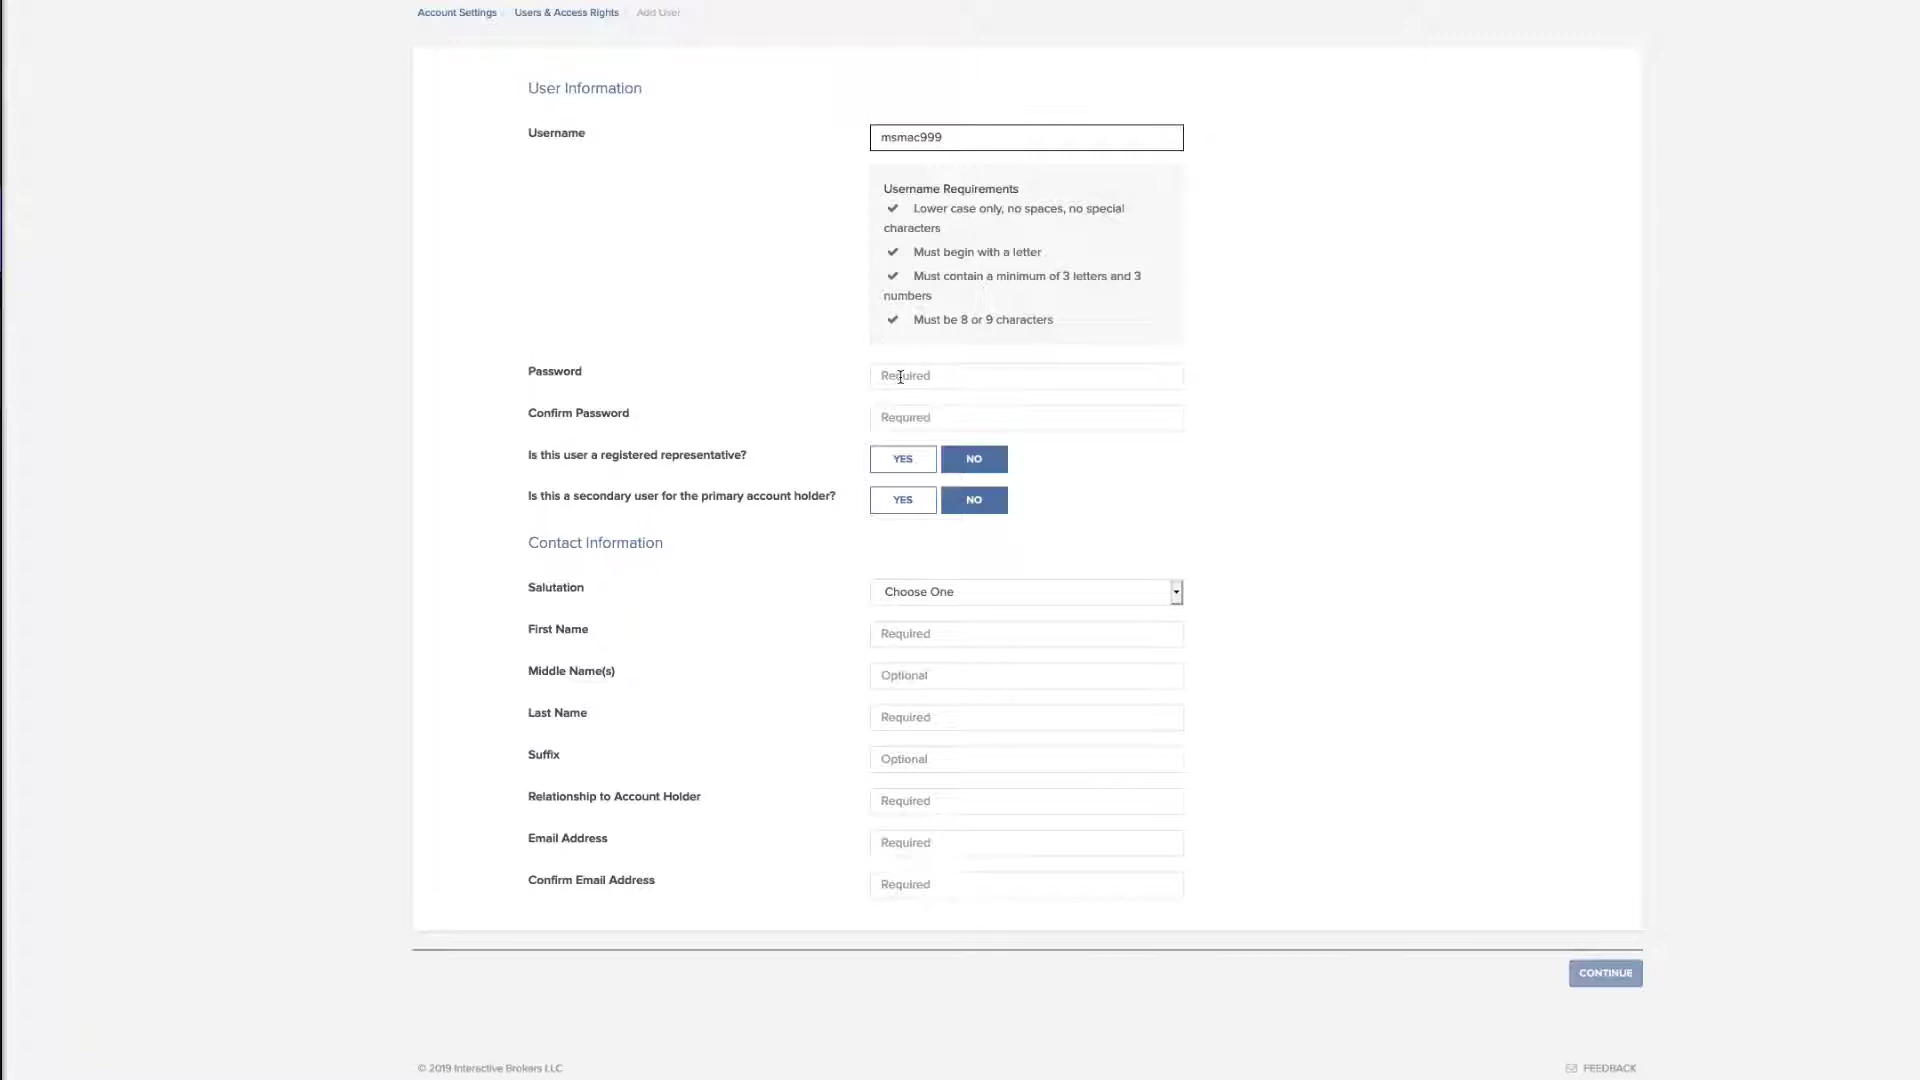 Account Settings Users & Access Rights Add User
User Information
Username
msmac999
Username Requirements
Lower case only, no spaces, no special
characters
Must begin with a letter
Must contain a minimum of 3 letters and 3
numbers
Must be 8 or 9 characters
Password
Required
Confirm Password
Required
Is this user a registered representative?
YES NO
Is this a secondary user for the primary account holder?
YES NO
Contact Information
Salutation
Choose One
First Name
Required
Middle Name(s)
Optional
Last Name
Required
Suffix
Optional
Relationship to Account Holder
Required
Email Address
Required
Confirm Email Address
Required
CONTINUE
© 2019 Interactive Brokers LLC
FEEDBACK